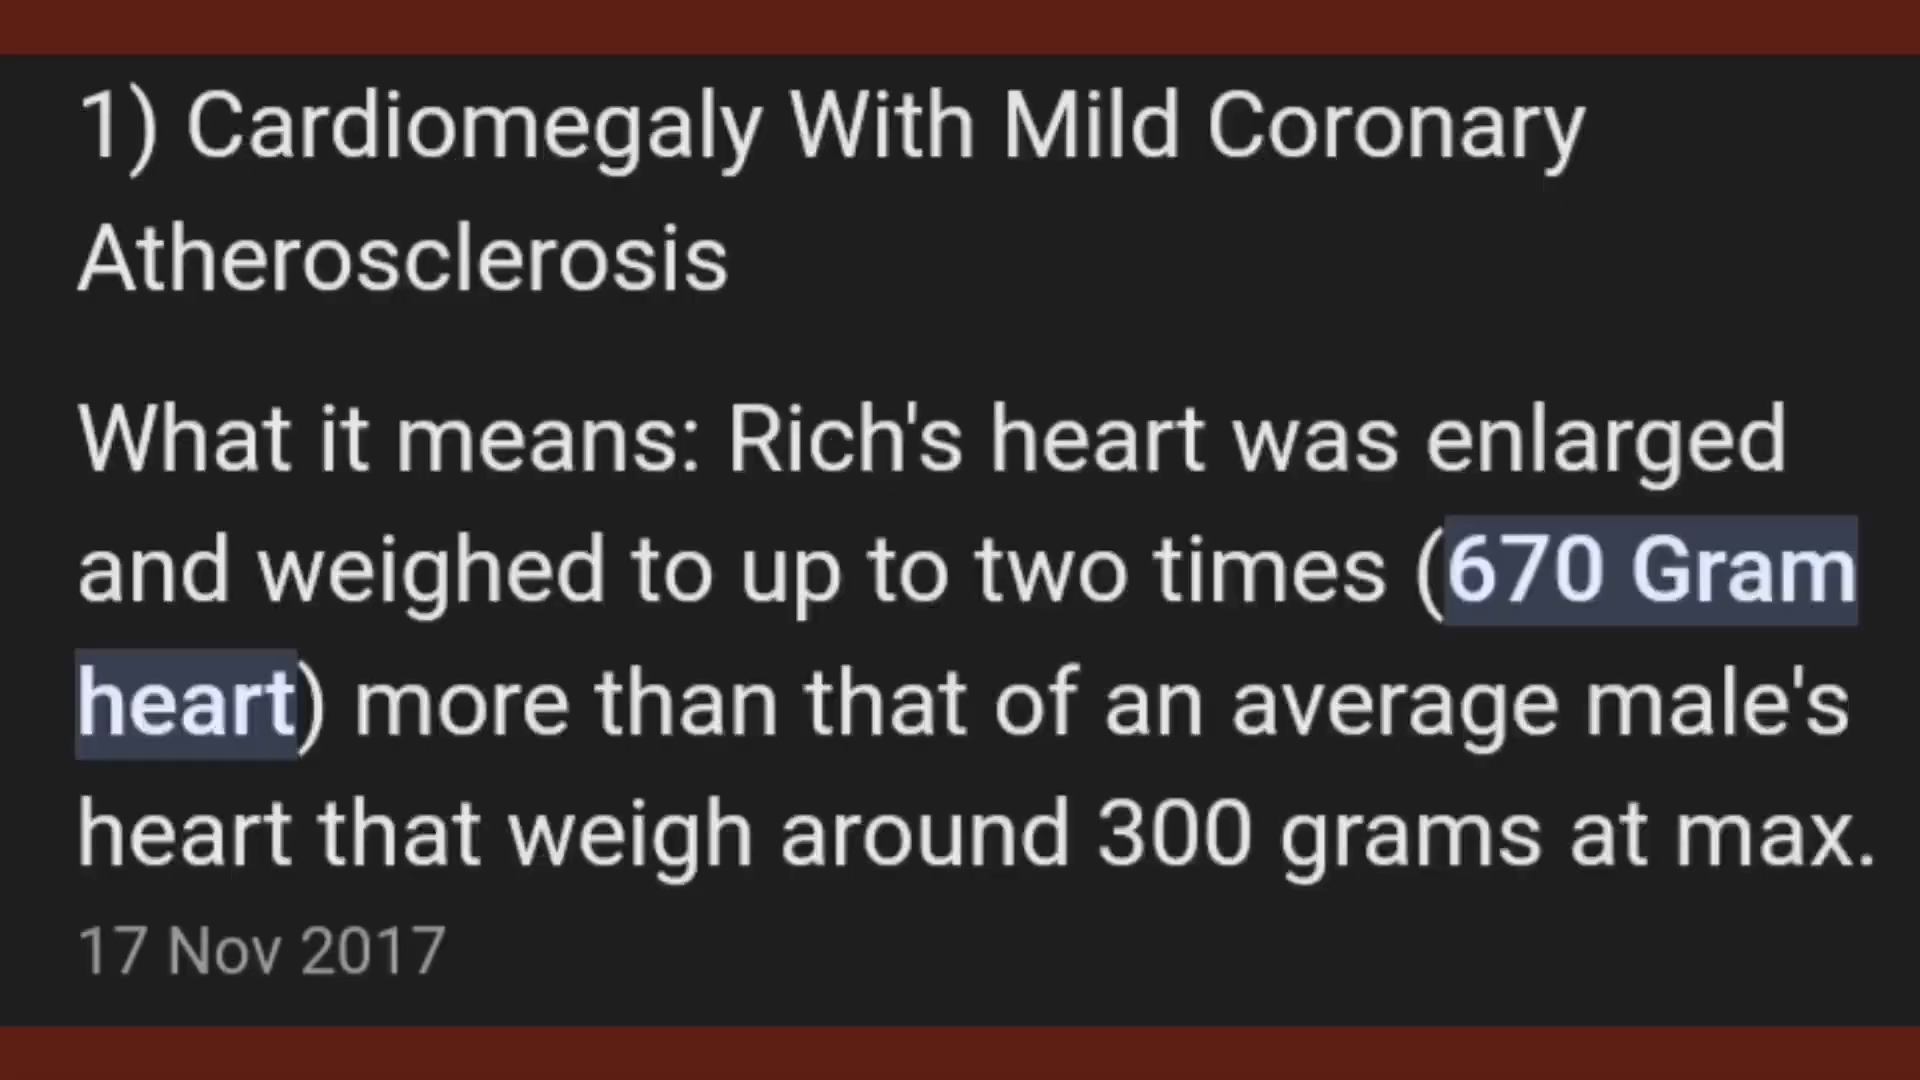 1) Cardiomegaly With Mild Coronary
Atherosclerosis
What it means: Rich's heart was enlarged
and weighed to up to two times (670 Gram
heart) more than that of an average male's
heart that weigh around 300 grams at max.
17 Nov 2017